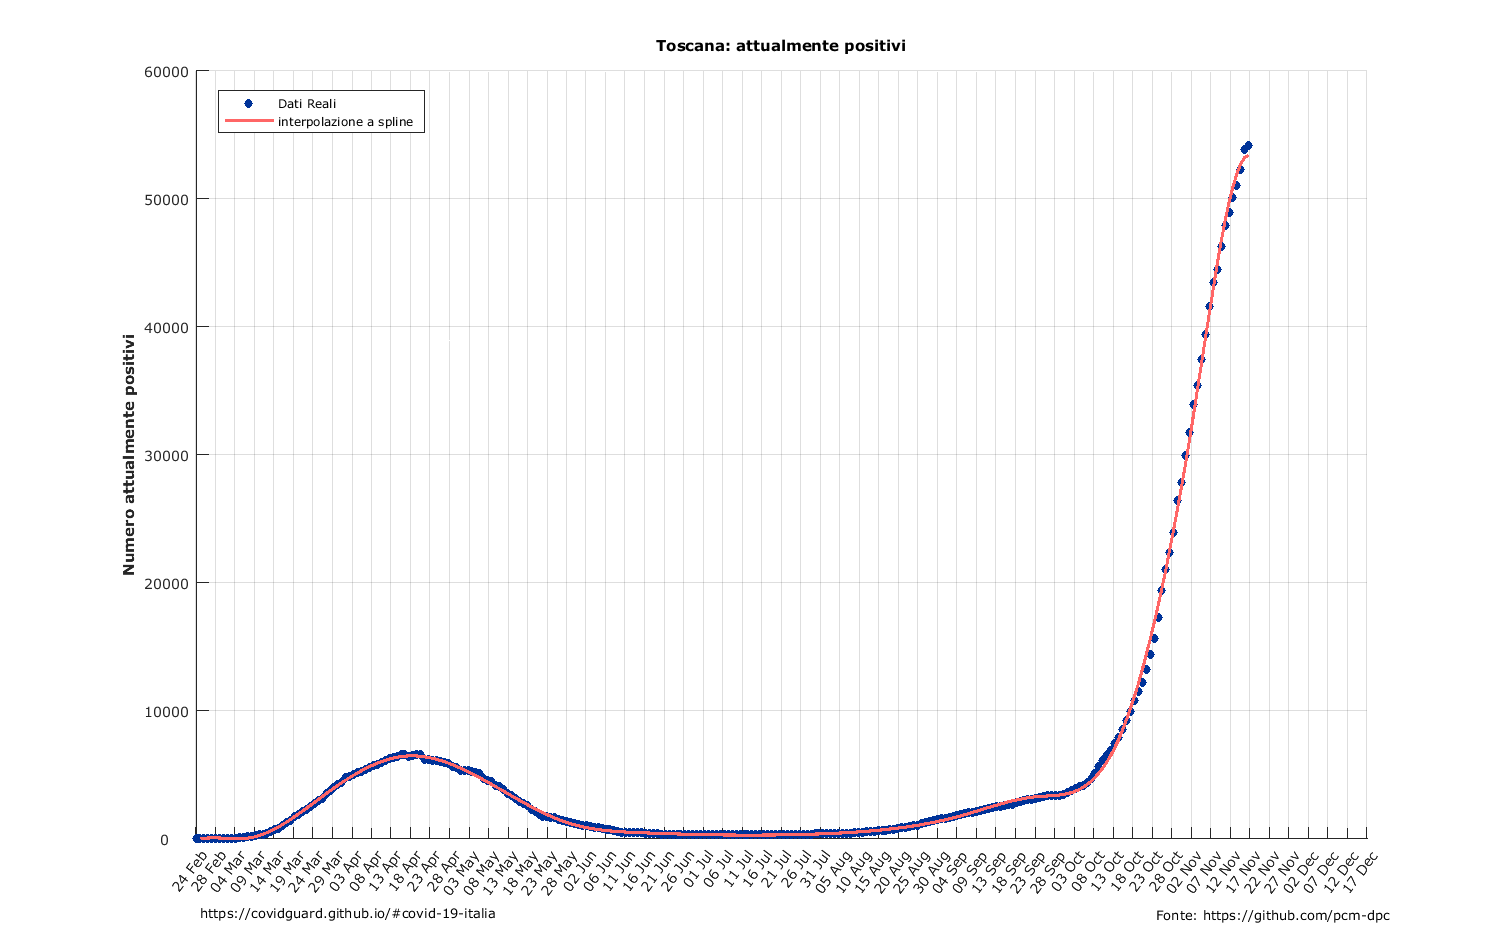 Toscana: attualmente positivi
60000
Dati Reali
interpolazione a spline
50000
40000
Numero attualmente positivi
30000
20000
10000
0
24 Feb
28 Feb
04 Mar
09 Mar
14 Mar
19 Mar
24 Mar
29 Mar
03 Apr
08 Apr
13 Apr
18 Apr
23 Apr
28 Apr
03 May
08 May
13 May
18 May
23 May
28 May
02 Jun
06 Jun
11 Jun
16 Jun
21 Jun
26 Jun
01 Jul
06 Jul
11 Jul
16 Jul
21 Jul
26 Jul
31 Jul
05 Aug
10 Aug
15 Aug
20 Aug
25 Aug
30 Aug
04 Sep
09 Sep
13 Sep
18 Sep
23 Sep
28 Sep
03 Oct
08 Oct
13 Oct
18 Oct
23 Oct
28 Oct
02 Nov
07 Nov
12 Nov
17 Nov
22 Nov
27 Nov
02 Dec
07 Dec
12 Dec
17 Dec
https://covidguard.github.io/#covid-19-italia
Fonte: https://github.com/pcm-dpc